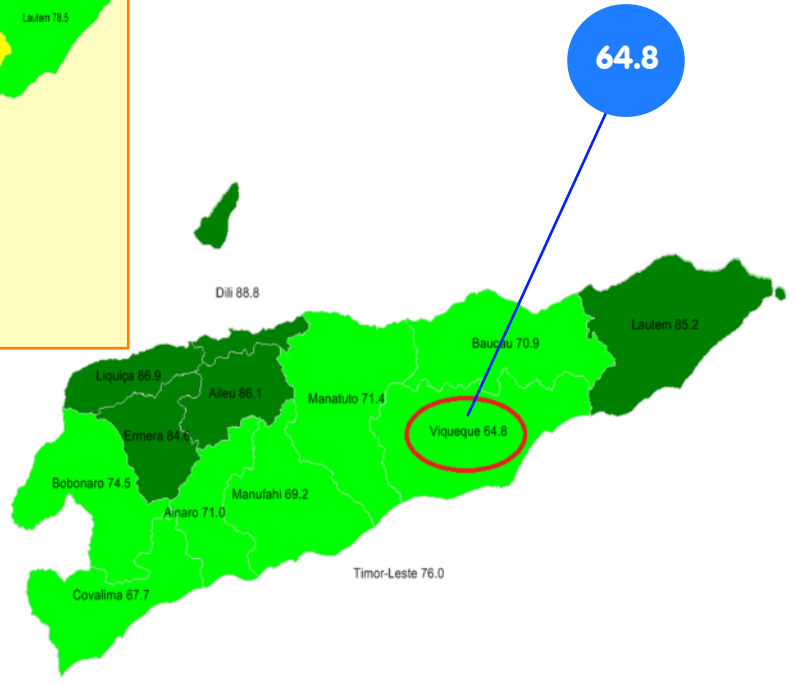 Lautem 78.5
64.8
Dili 88.8
Lautem 85.2
Baucau 70.9
Liquiça 86.9
Aileu 86.1
Manatuto 71.4
Ermera 84.6
Viqueque 64.8
Bobonaro 74.5
Manufahi 69.2
Ainaro 71.0
Timor-Leste 76.0
Covalima 67.7